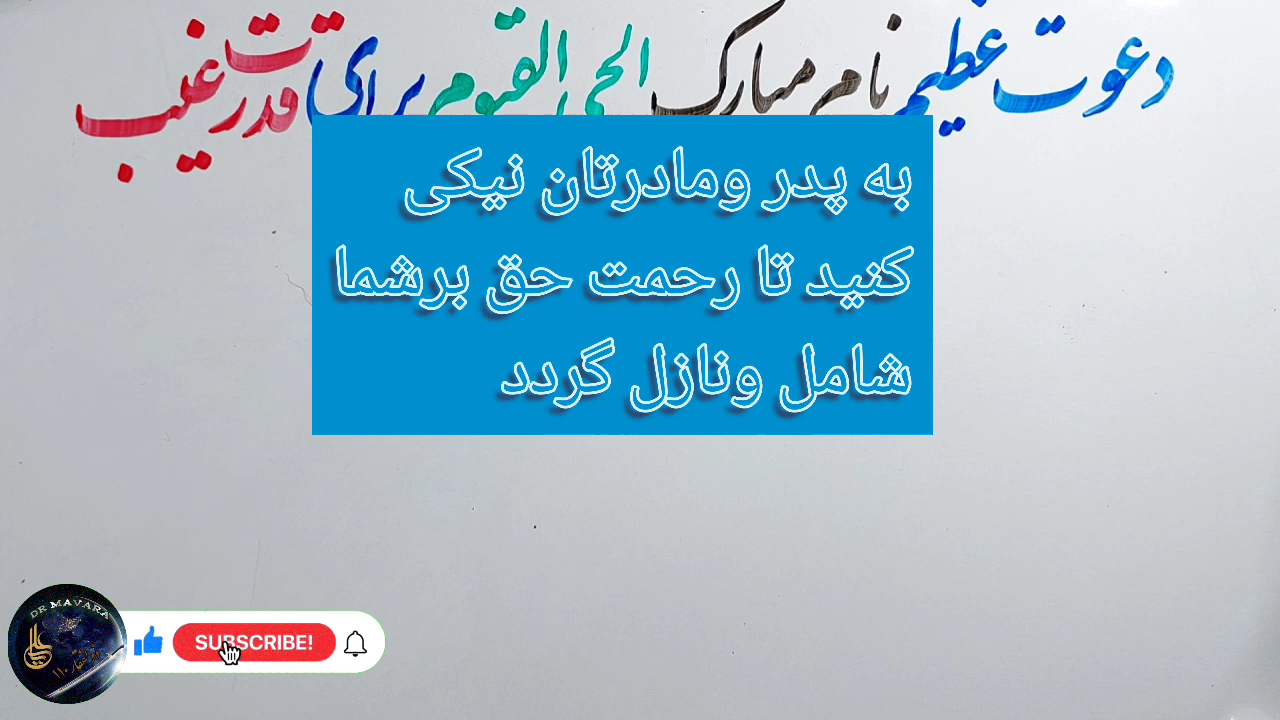 دعوت عظیم نام مبارک الحی القیوم برای قدرت غیب
به پدر ومادرتان نیکی
کنید تا رحمت حق برشما
شامل ونازل گردد
DR MAVARA
SUBSCRIBE!